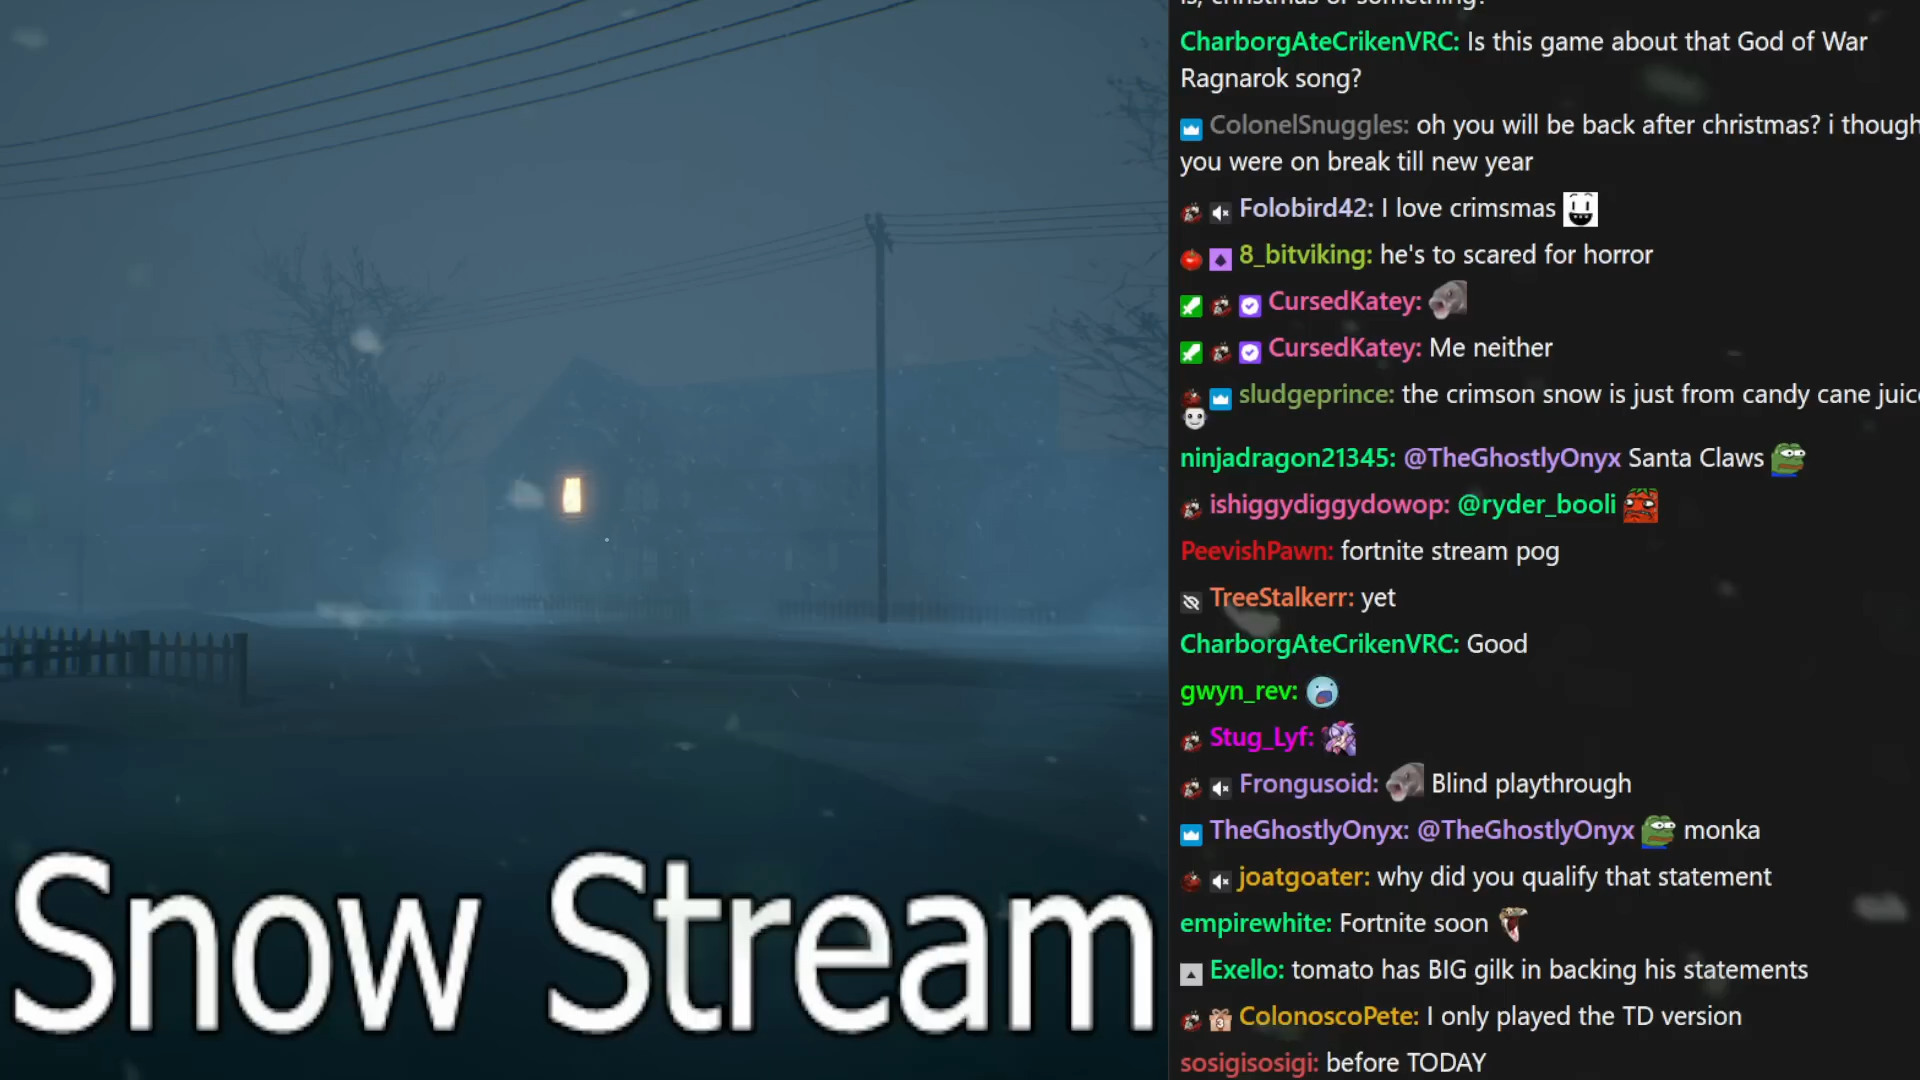 is, christmas or something?
CharborgAteCrikenVRC: Is this game about that God of War
Ragnarok song?
ColonelSnuggles: oh you will be back after christmas? i though
you were on break till new year
Folobird42: I love crimsmas
8_bitviking: he's to scared for horror
CursedKatey:
CursedKatey: Me neither
sludgeprince: the crimson snow is just from candy cane juic
ninjadragon21345: @TheGhostlyOnyx Santa Claws
ishiggydiggydowop: @ryder_booli
PeevishPawn: fortnite stream pog
TreeStalkerr: yet
CharborgAteCrikenVRC: Good
gwyn_rev:
Stug_Lyf:
Frongusoid: Blind playthrough
TheGhostlyOnyx: @TheGhostlyOnyx monka
joatgoater: why did you qualify that statement
empirewhite: Fortnite soon
Exello: tomato has BIG gilk in backing his statements
ColonoscoPete: I only played the TD version
sosigisosigi: before TODAY
Snow Stream